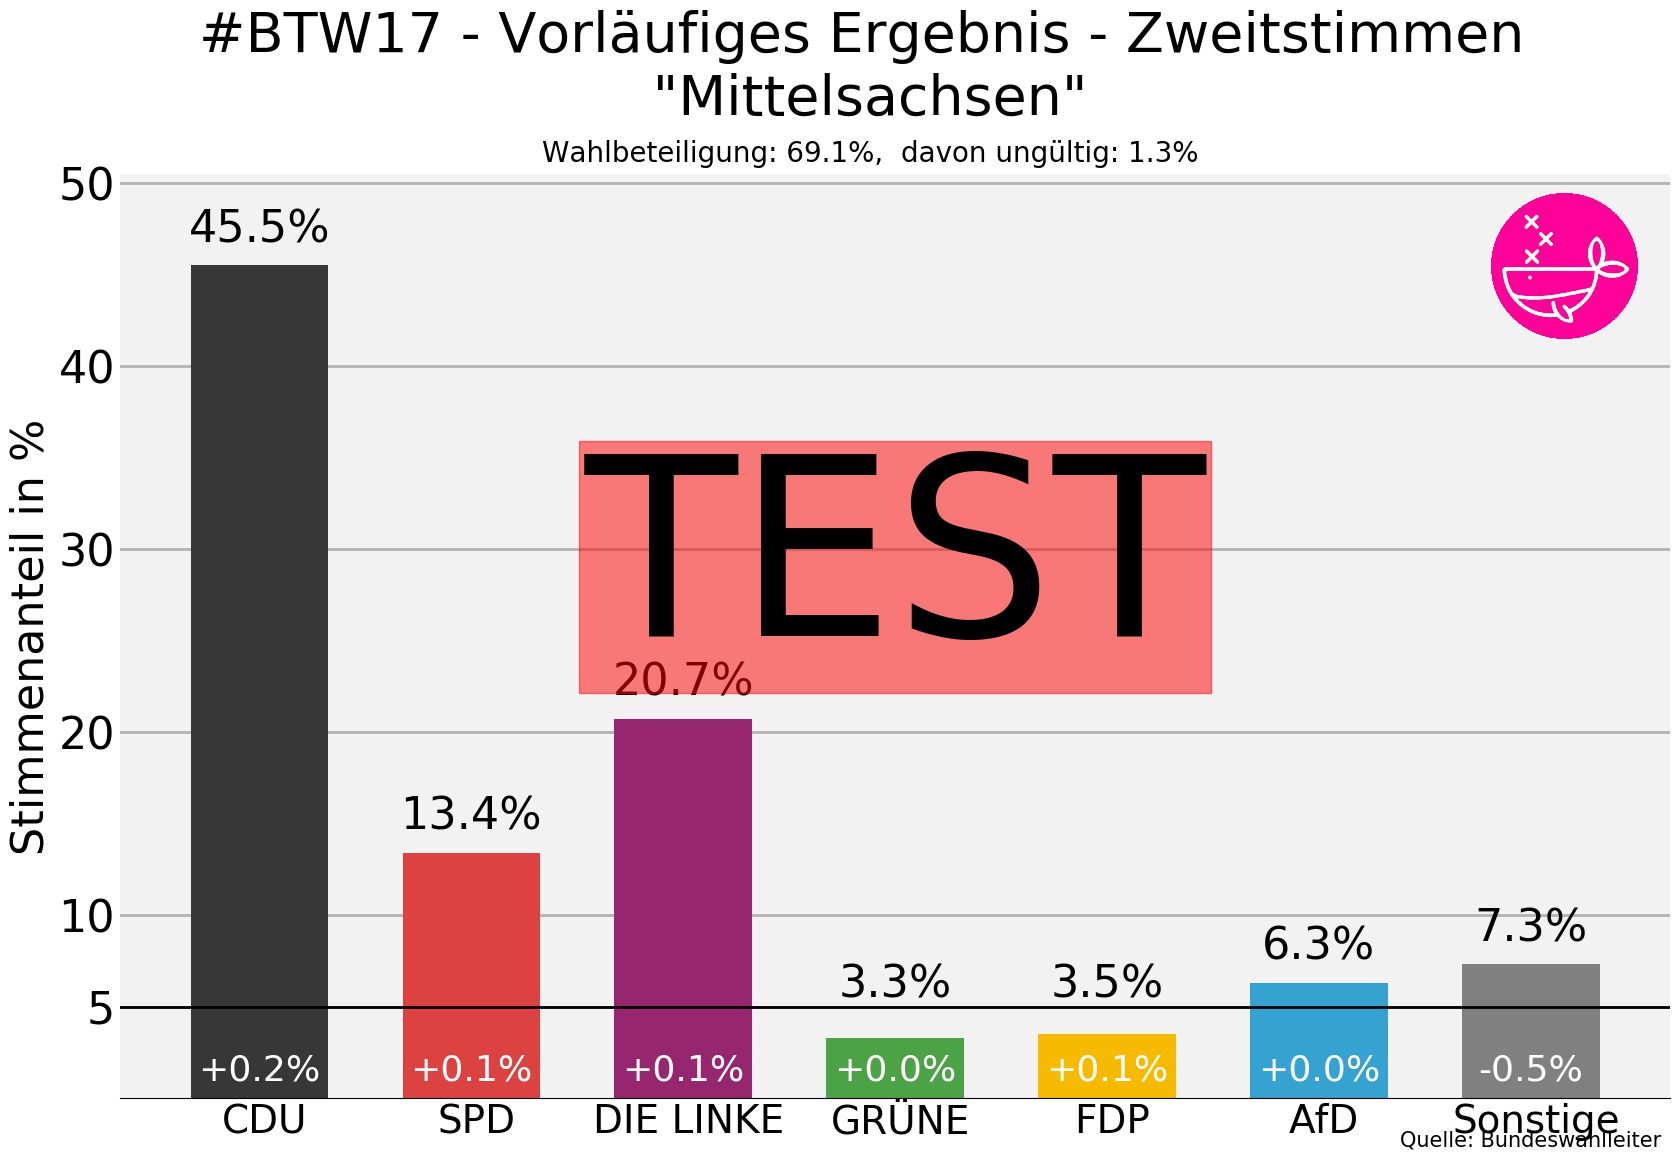 #BTW17 - Vorläufiges Ergebnis - Zweitstimmen
"Mittelsachsen"
Wahlbeteiligung: 69.1%, davon ungültig: 1.3%
Stimmenanteil in %
50
40
30
20
10
5
45.5%
13.4%
20.7%
3.3%
3.5%
6.3%
7.3%
TEST
+0.2%
+0.1%
+0.1%
+0.0%
+0.1%
+0.0%
-0.5%
CDU
SPD
DIE LINKE
GRÜNE
FDP
AfD
Sonstige
Quelle: Bundeswahlleiter